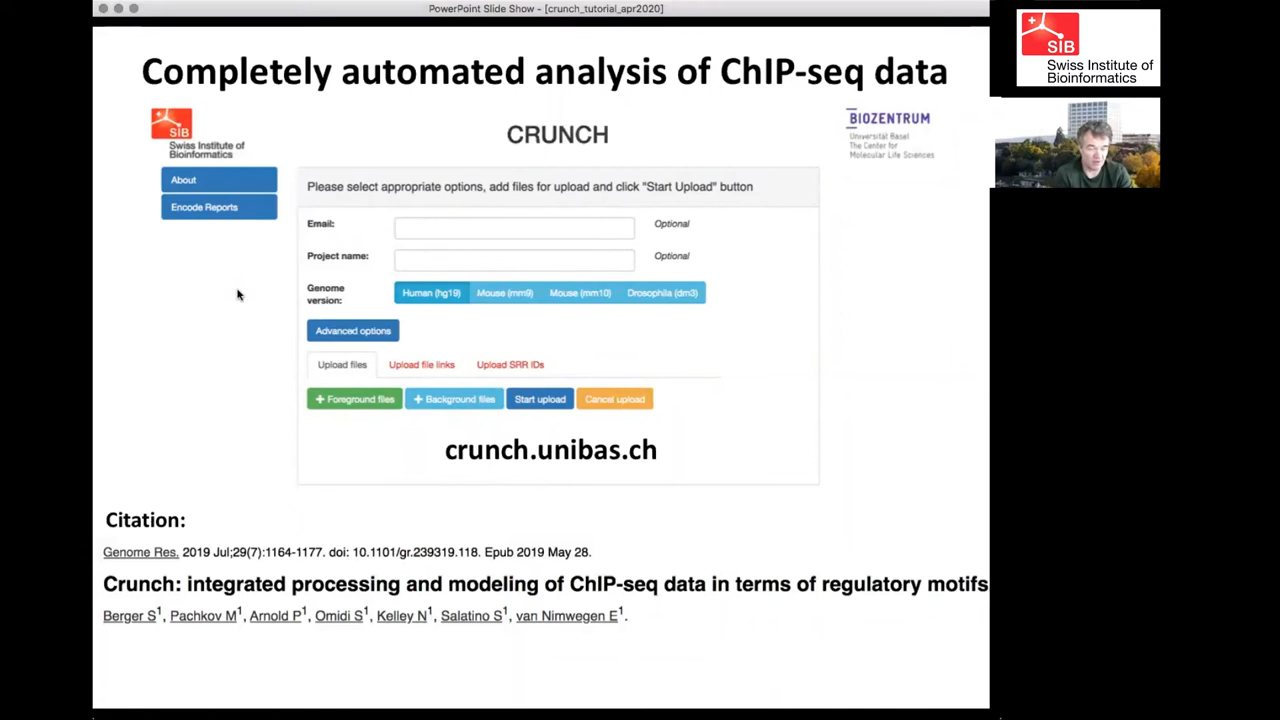 PowerPoint Slide Show - [crunch_tutorial_apr2020]
Completely automated analysis of ChIP-seq data
SIB
Swiss Institute of
Bioinformatics
CRUNCH
BIOZENTRUM
Universität Basel
The Center for
Molecular Life Sciences
About
Encode Reports
Please select appropriate options, add files for upload and click "Start Upload" button
Email:
Optional
Project name:
Optional
Genome
version:
Human (hg19) Mouse (mm9) Mouse (mm10) Drosophila (dm3)
Advanced options
Upload files Upload file links Upload SRR IDs
+ Foreground files + Background files Start upload Cancel upload
crunch.unibas.ch
Citation:
Genome Res. 2019 Jul;29(7):1164-1177. doi: 10.1101/gr.239319.118. Epub 2019 May 28.
Crunch: integrated processing and modeling of ChIP-seq data in terms of regulatory motifs
Berger S1, Pachkov M1, Arnold P1, Omidi S1, Kelley N1, Salatino S1, van Nimwegen E1.
SIB
Swiss Institute of
Bioinformatics